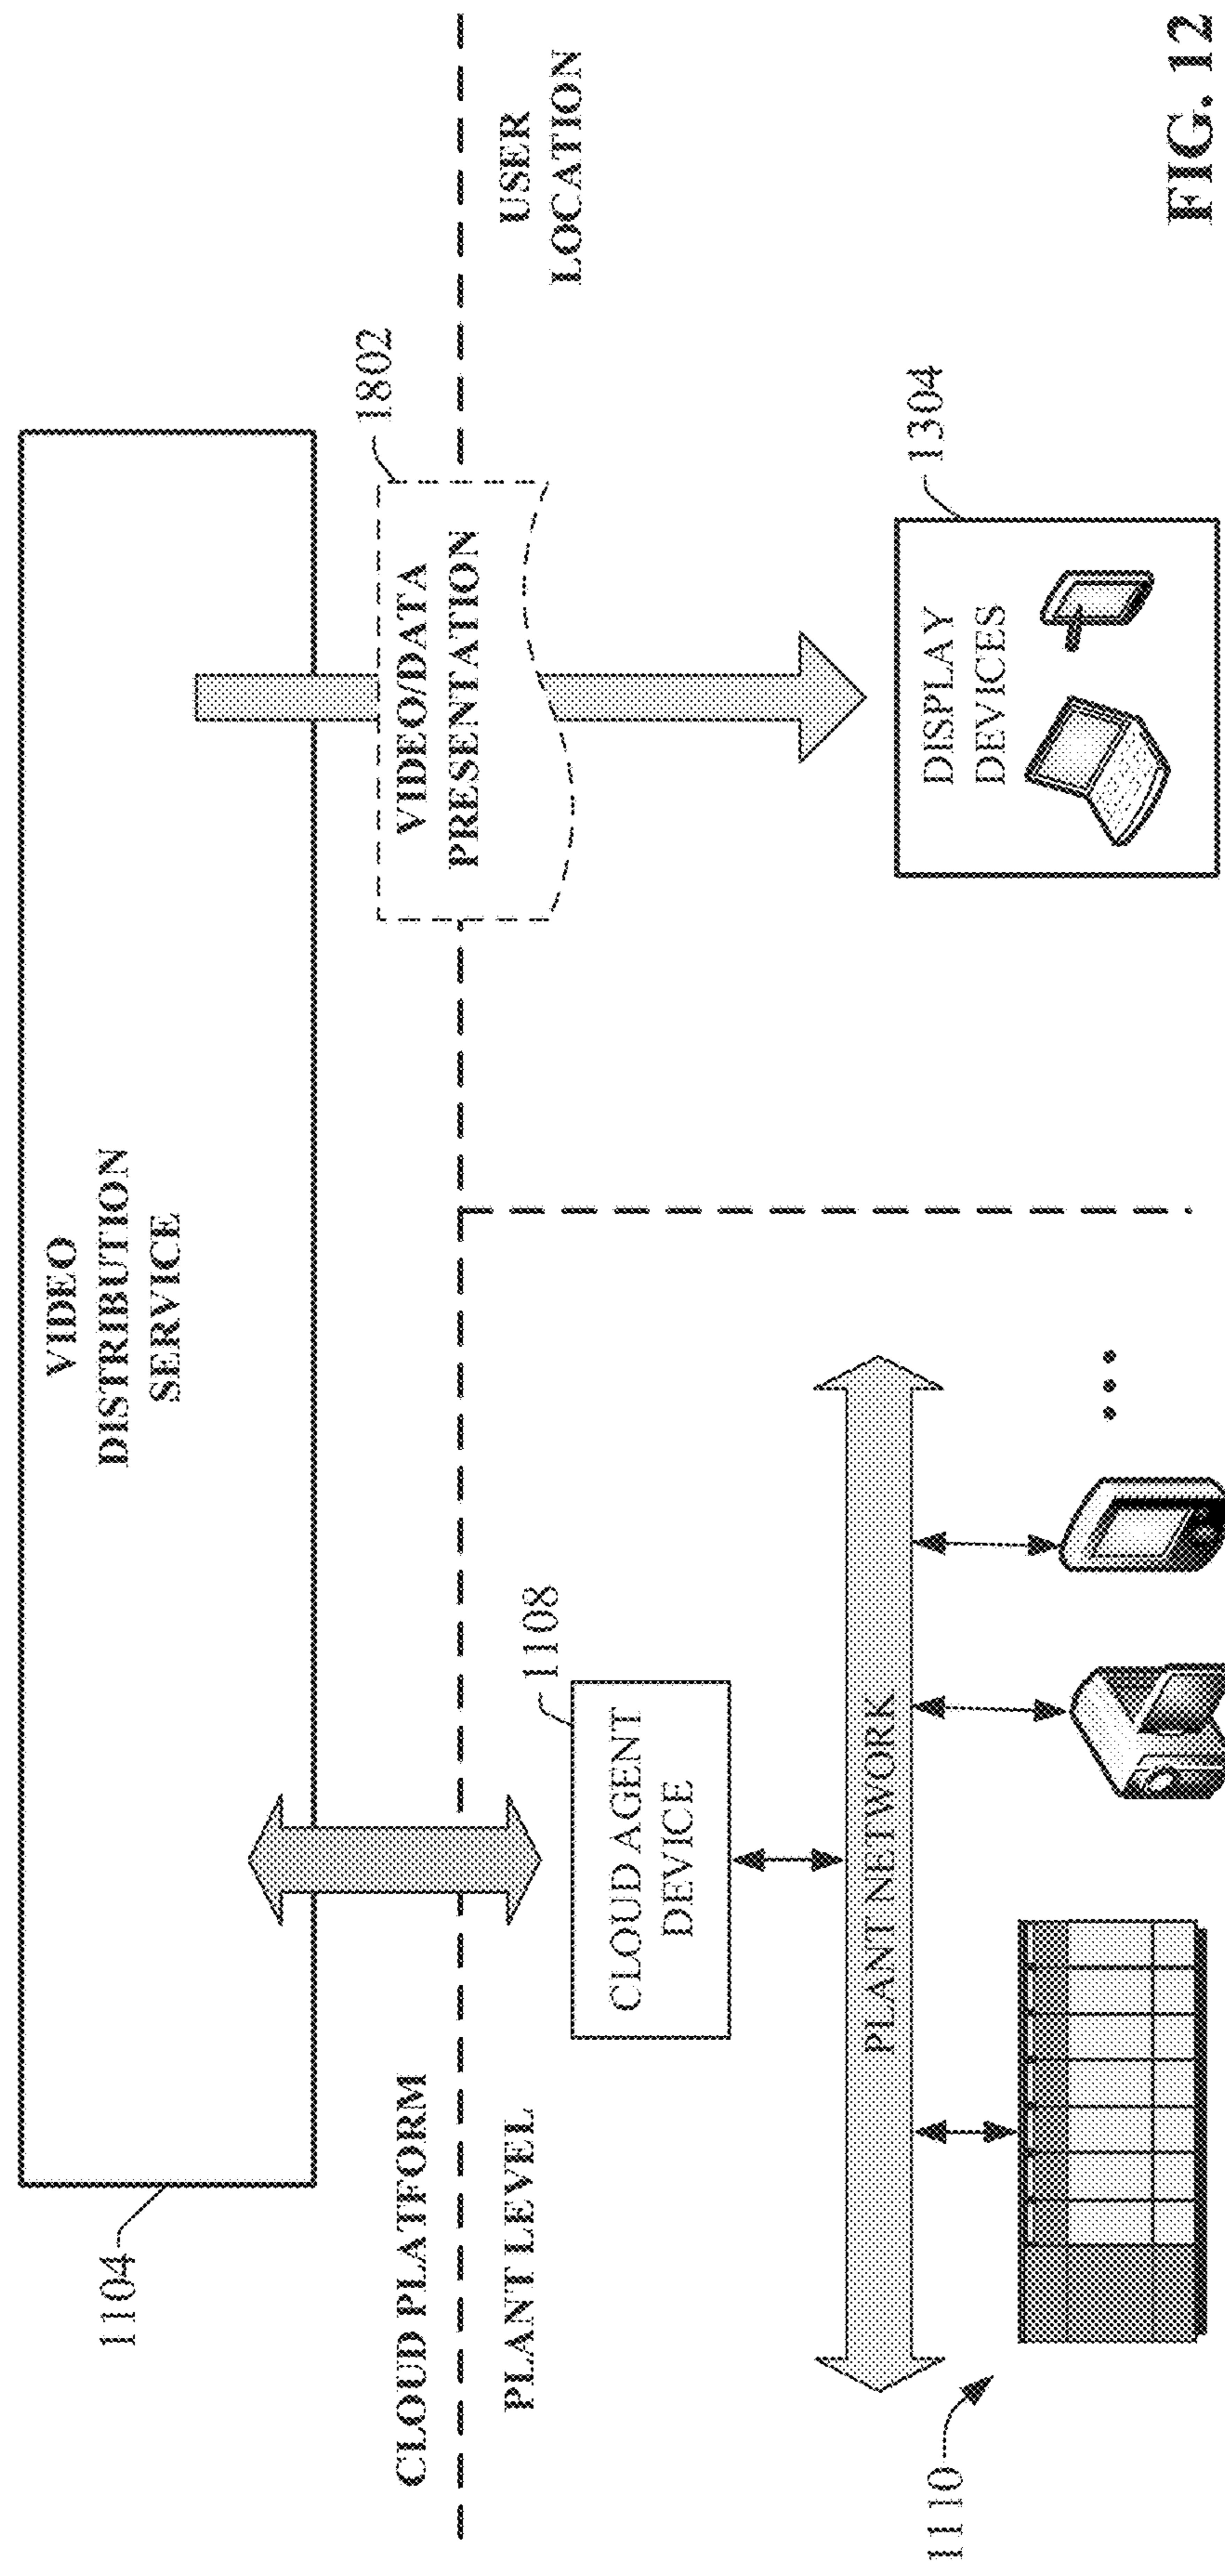 1104
VIDEO
DISTRIBUTION
SERVICE
CLOUD PLATFORM
1802
VIDEO/DATA
PRESENTATION
PLANT LEVEL
USER
LOCATION
1108
CLOUD AGENT
DEVICE
PLANT NETWORK
1110
• • •
1304
DISPLAY
DEVICES
FIG. 12